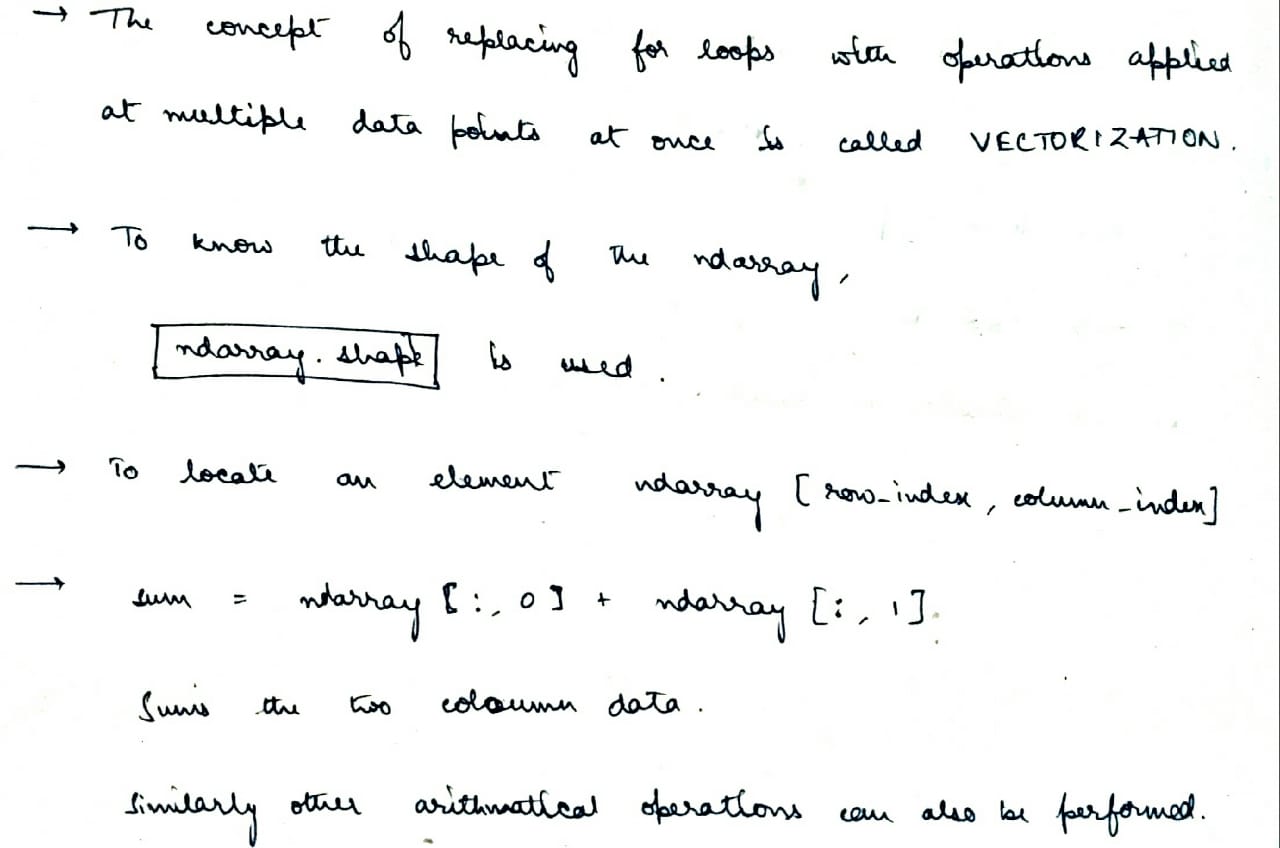 → The concept of replacing for loops with operations applied
at multiple data points at once is called VECTORIZATION.
→ To know the shape of the ndarray,
ndarray.shape is used.
→ To locate an element ndarray [row_index, column_index]
→ sum = ndarray [:, 0] + ndarray [:, 1].
Sums the two coloumn data.
Similarly other arithmatical operations can also be performed.